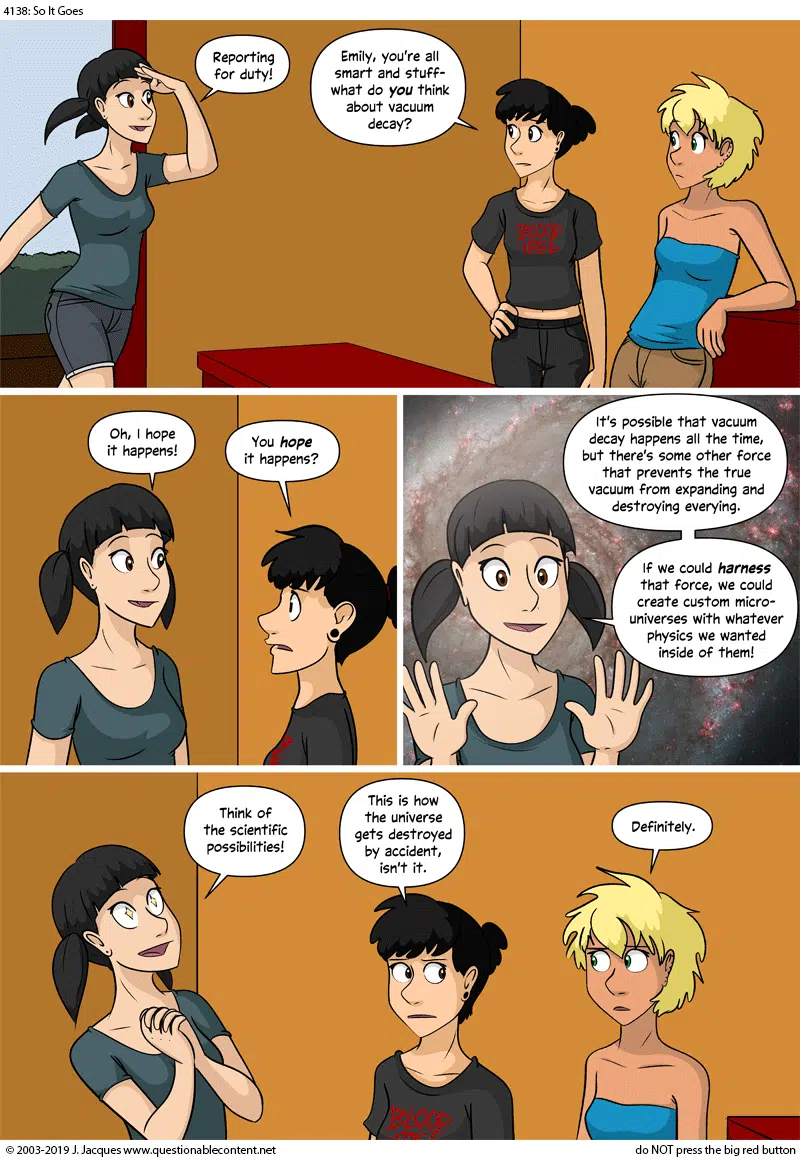 4138: So It Goes
Reporting
for duty!
Emily, you're all
smart and stuff-
what do you think
about vacuum
decay?
BLOOD
Oh, I hope
it happens!
You hope
it happens?
It's possible that vacuum
decay happens all the time,
but there's some other force
that prevents the true
vacuum from expanding and
destroying everying.
If we could harness
that force, we could
create custom micro-
universes with whatever
physics we wanted
inside of them!
Think of
the scientific
possibilities!
This is how
the universe
gets destroyed
by accident,
isn't it.
Definitely.
BLOOD
© 2003-2019 J. Jacques www.questionablecontent.net
do NOT press the big red button